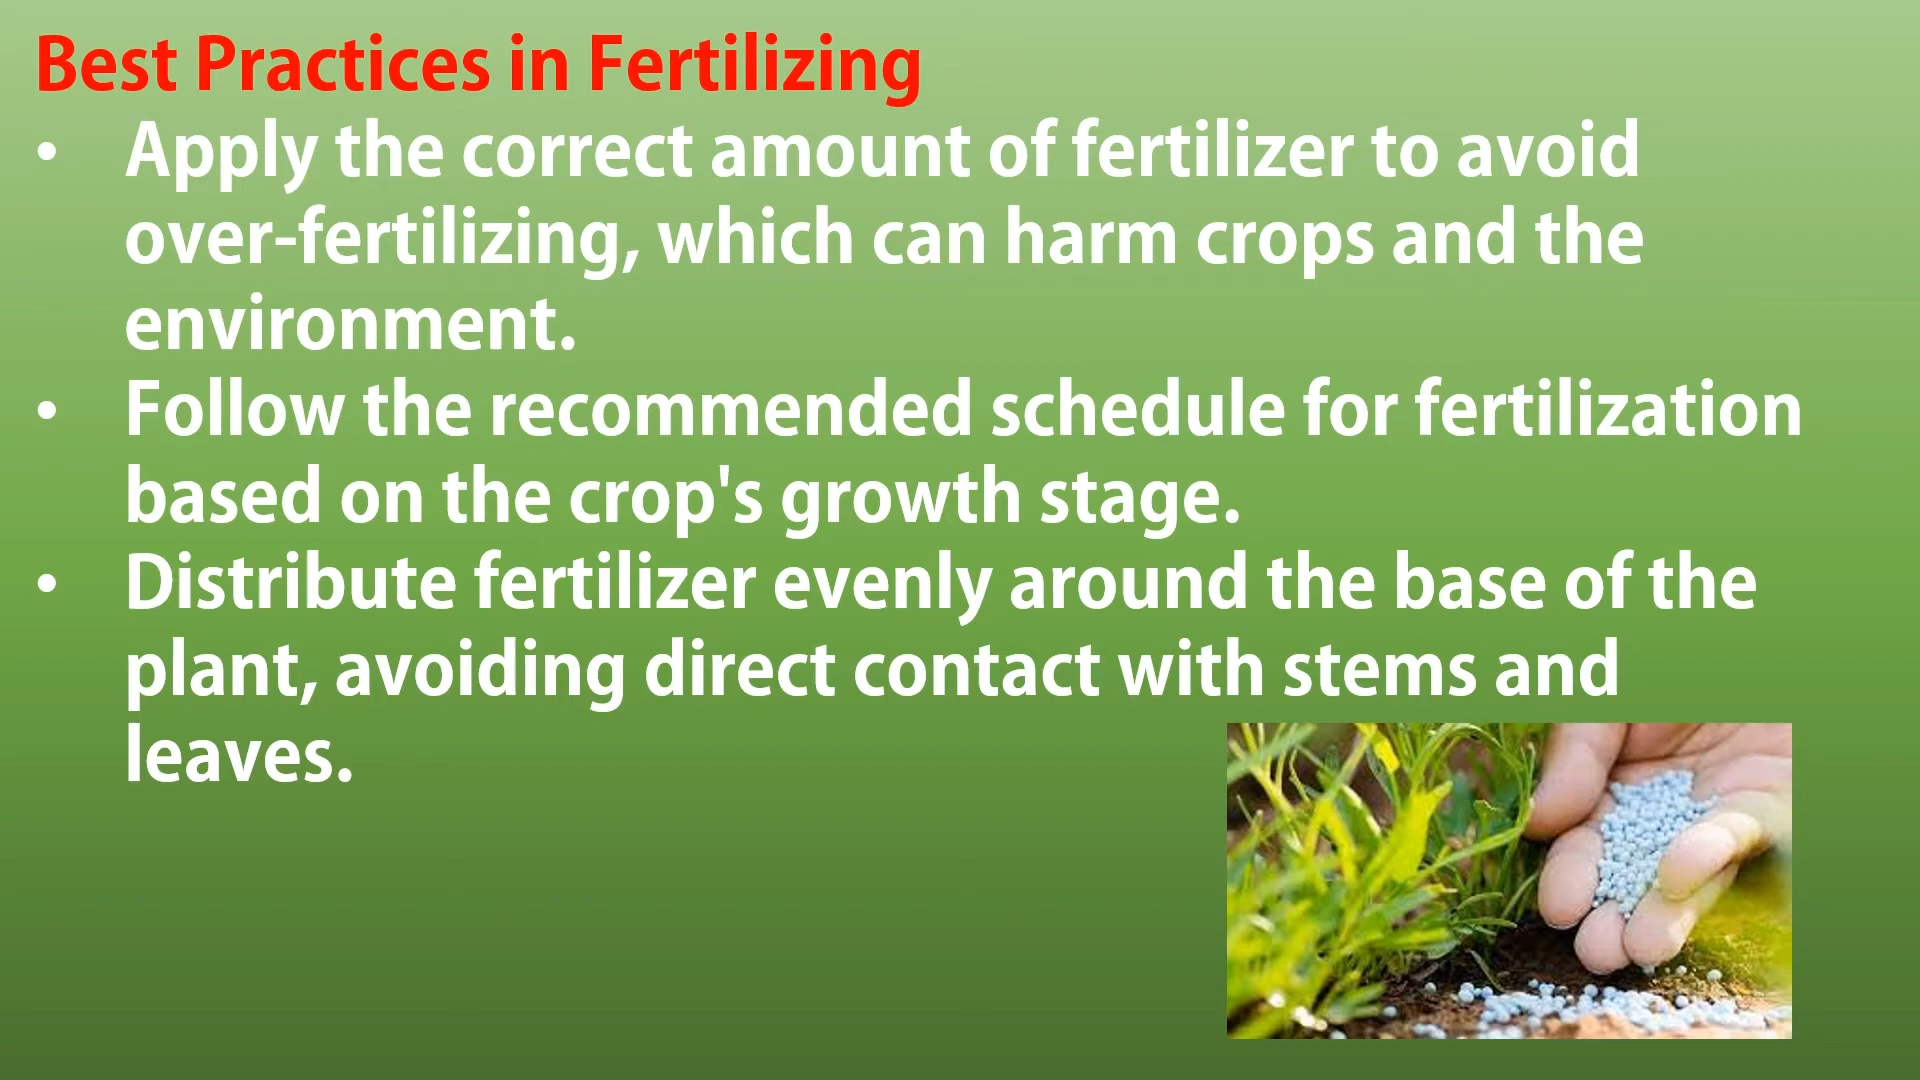 Best Practices in Fertilizing
• Apply the correct amount of fertilizer to avoid
over-fertilizing, which can harm crops and the
environment.
• Follow the recommended schedule for fertilization
based on the crop's growth stage.
• Distribute fertilizer evenly around the base of the
plant, avoiding direct contact with stems and
leaves.